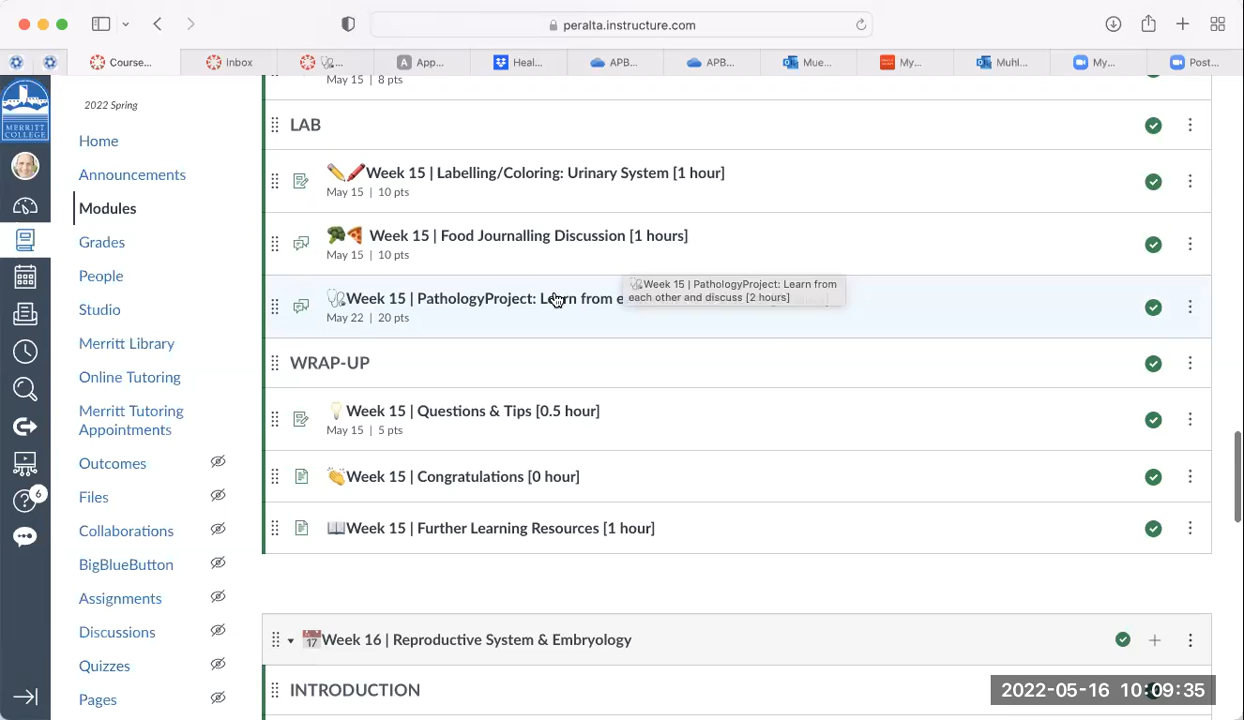 peralta.instructure.com
Course...
Inbox
...
App...
Heal...
APB...
APB...
Mue...
My...
Muhl...
My...
Post...
MERRITT
COLLEGE
6
2022 Spring
Home
Announcements
Modules
Grades
People
Studio
Merritt Library
Online Tutoring
Merritt Tutoring
Appointments
Outcomes
Files
Collaborations
BigBlueButton
Assignments
Discussions
Quizzes
Pages
May 15 | 8 pts
LAB
Week 15 | Labelling/Coloring: Urinary System [1 hour]
May 15 | 10 pts
Week 15 | Food Journalling Discussion [1 hours]
May 15 | 10 pts
Week 15 | PathologyProject: Learn from e
Week 15 | PathologyProject: Learn from
each other and discuss [2 hours]
May 22 | 20 pts
WRAP-UP
Week 15 | Questions & Tips [0.5 hour]
May 15 | 5 pts
Week 15 | Congratulations [0 hour]
Week 15 | Further Learning Resources [1 hour]
17 Week 16 | Reproductive System & Embryology
INTRODUCTION
2022-05-16 10:09:35